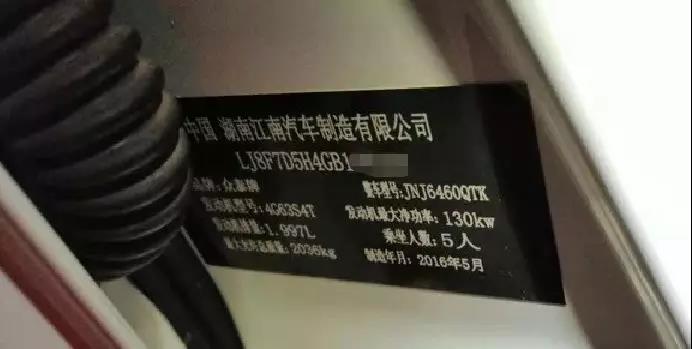 中国 湖南江南汽车制造有限公司
LJ8F7D5H4GB1
品牌：众泰牌 整车型号：JNJ6460QTK
发动机型号：4G63S4T 发动机最大净功率：130kw
发动机排量：1.997L 乘坐人数：5人
最大允许总质量：2036kg 制造年月：2016年5月